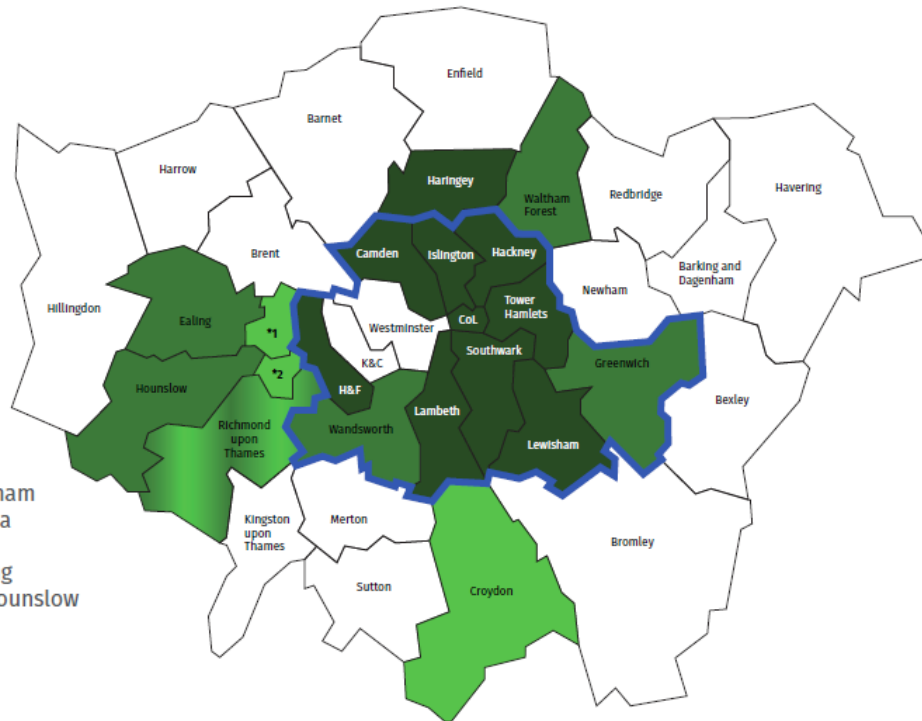 Enfield
Barnet
Harrow
Haringey
Waltham
Forest
Redbridge
Havering
Brent
Camden
Islington
Hackney
Barking and
Dagenham
Hillingdon
Newham
Ealing
*1
Westminster
CoL
Tower
Hamlets
Southwark
K&C
Greenwich
Hounslow
*2
H&F
Bexley
Richmond
upon
Thames
Wandsworth
Lambeth
Lewisham
ham
a
Kingston
upon
Thames
Merton
Bromley
g
ounslow
Sutton
Croydon